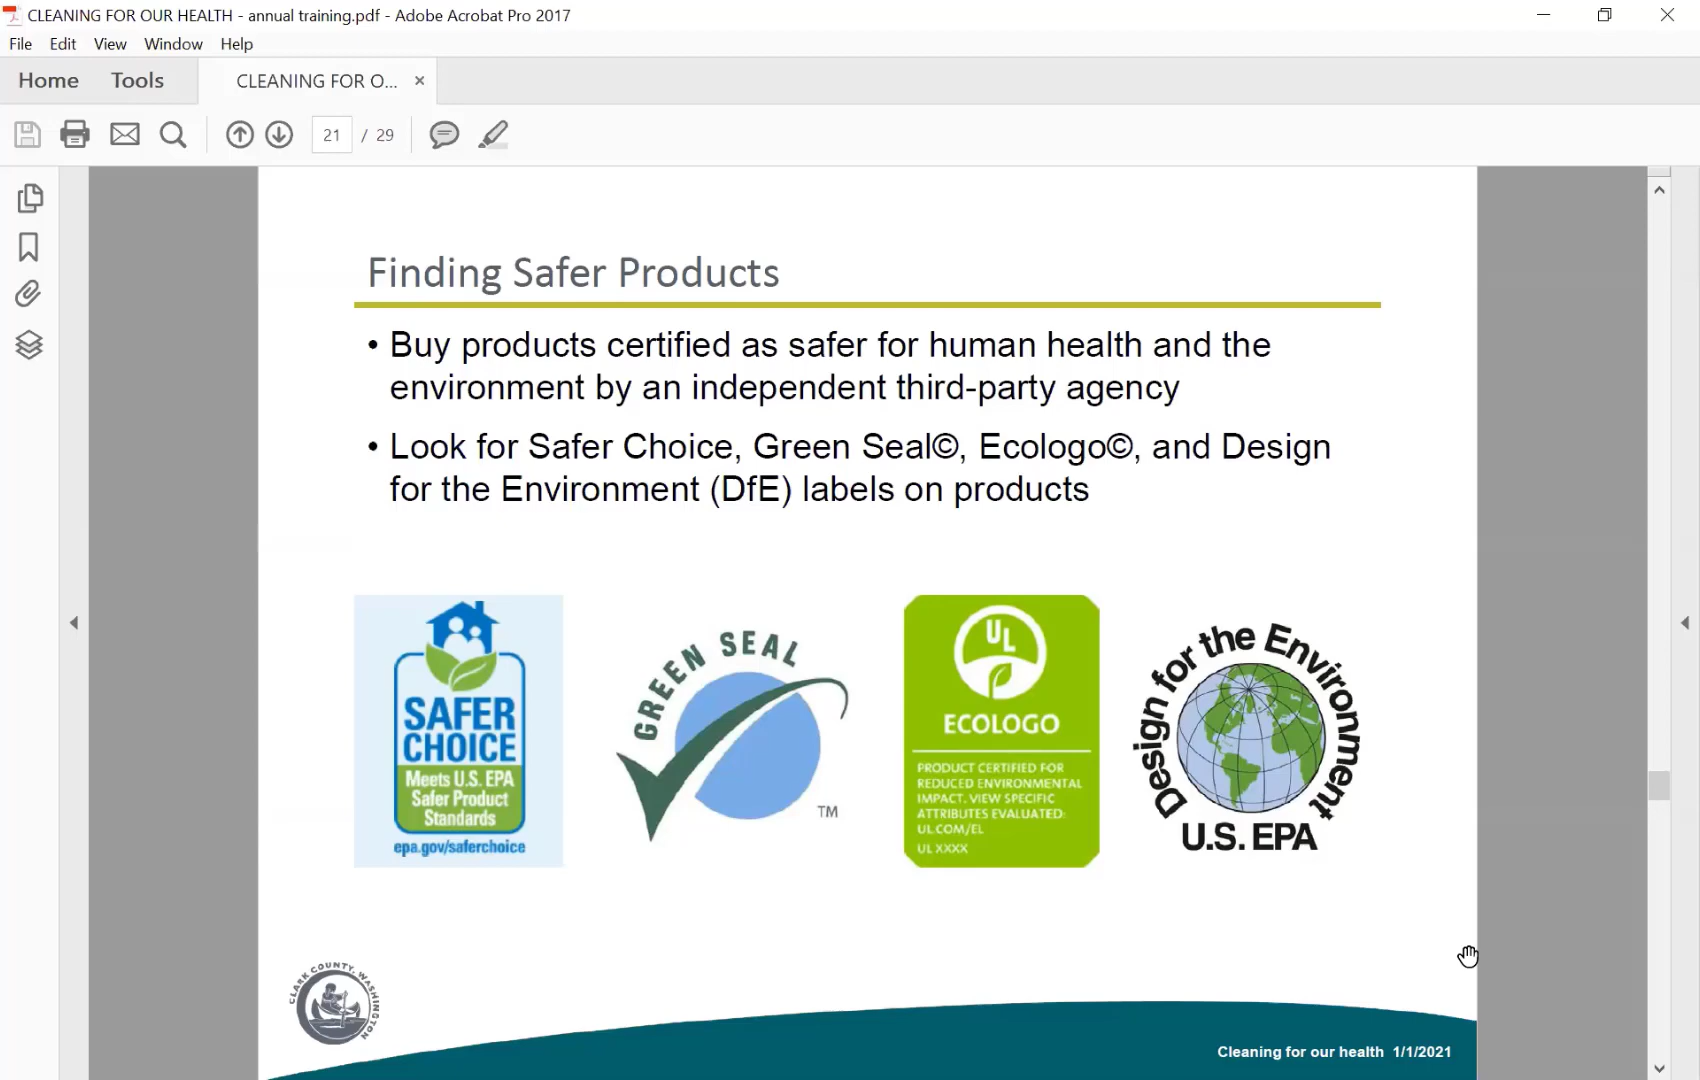 CLEANING FOR OUR HEALTH - annual training.pdf - Adobe Acrobat Pro 2017
File Edit View Window Help
Home Tools CLEANING FOR O... ×
21 / 29
Finding Safer Products
• Buy products certified as safer for human health and the
environment by an independent third-party agency
• Look for Safer Choice, Green Seal©, Ecologo©, and Design
for the Environment (DfE) labels on products
SAFER
CHOICE
Meets U.S. EPA
Safer Product
Standards
epa.gov/saferchoice
GREEN SEAL
TM
UL
ECOLOGO
PRODUCT CERTIFIED FOR
REDUCED ENVIRONMENTAL
IMPACT. VIEW SPECIFIC
ATTRIBUTES EVALUATED:
UL.COM/EL
UL XXXX
Design for the Environment
U.S. EPA
CLARK COUNTY, WASHINGTON
Cleaning for our health 1/1/2021